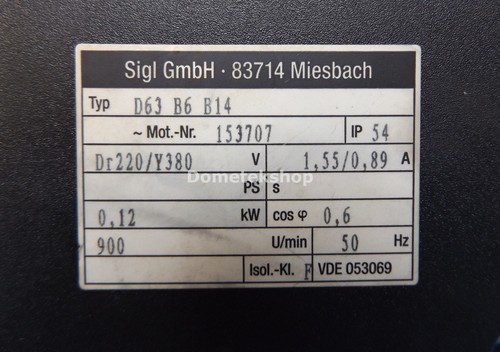 Sigl GmbH · 83714 Miesbach
Typ D63 B6 B14
~ Mot.-Nr. 153707 IP 54
Dr220/Y380 V 1,55/0,89 A
Dometekshop
PS s
0,12 kW cos φ 0,6
900 U/min 50 Hz
Isol.-Kl. F VDE 053069